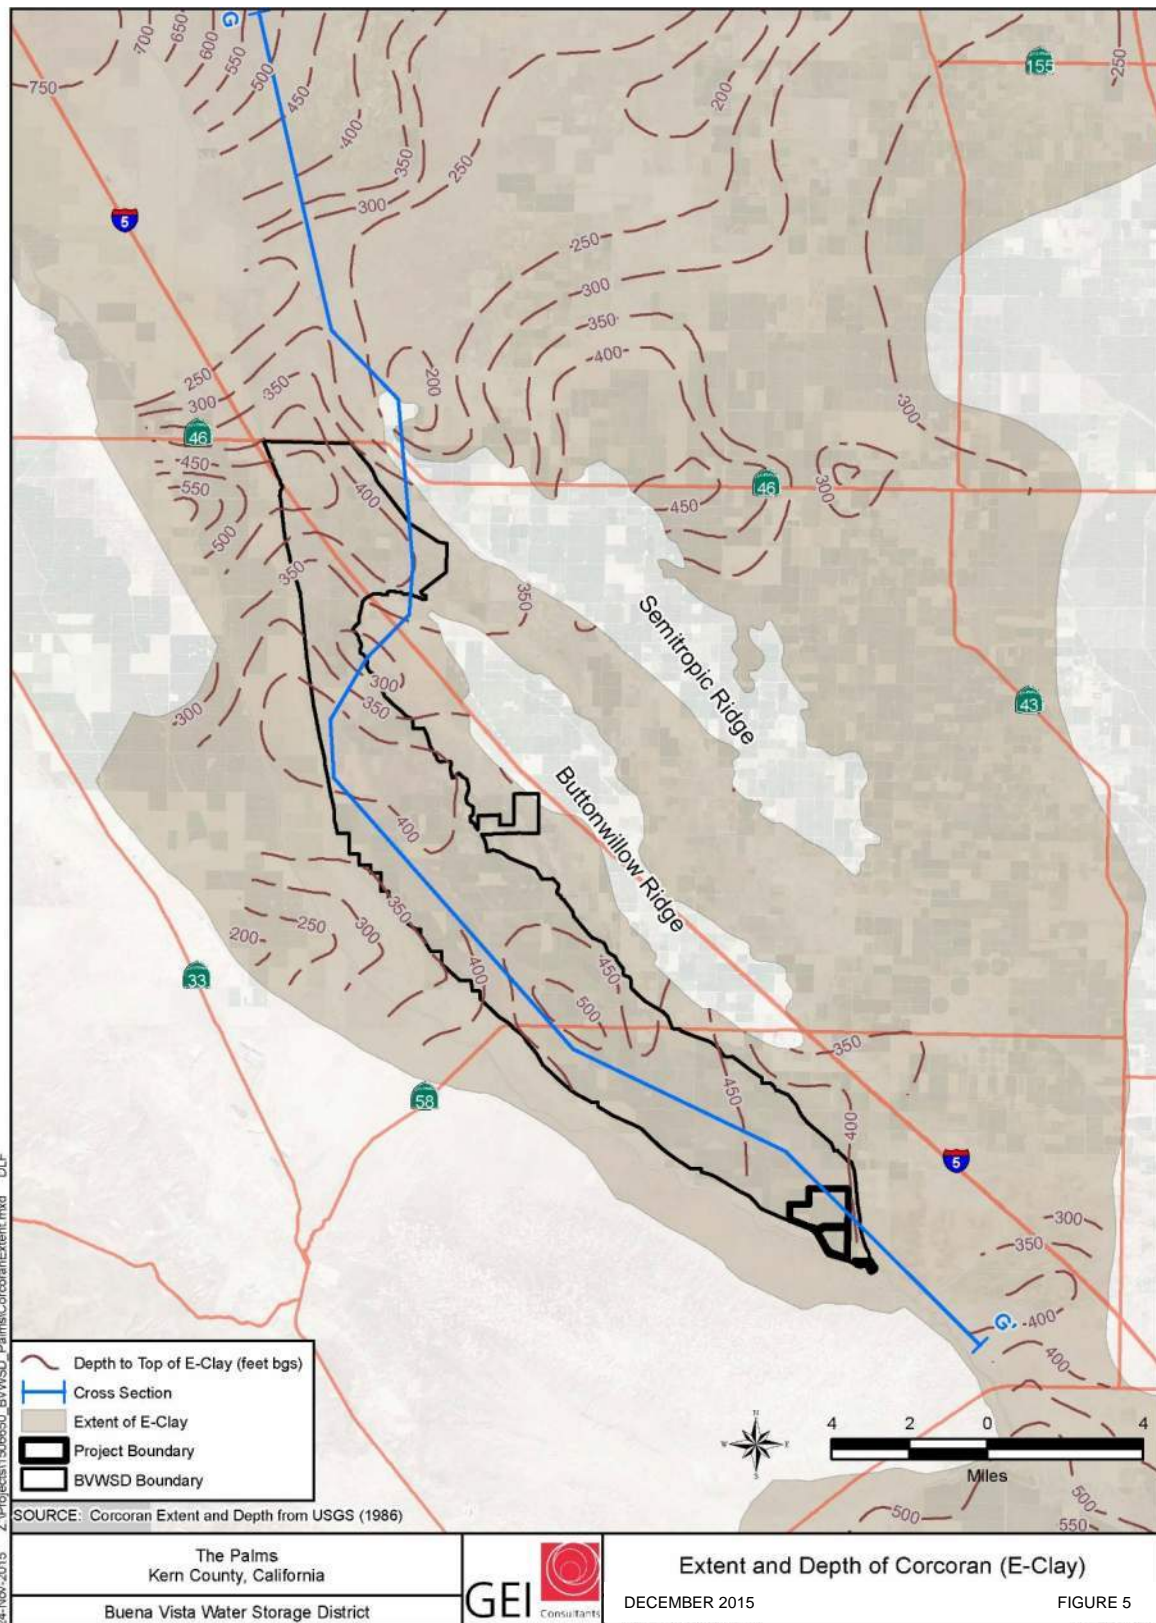 G
700
650
600
550
500
450
400
350
300
250
750
200
155
250
5
250
300
350
400
300
250
300
350
200
46
450
550
500
400
350
46
450
300
350
350
Semitropic Ridge
43
300
300
350
Buttonwillow Ridge
400
350
300
250
200
33
400
450
500
58
450
350
400
5
300
350
400
G'
400
500
500
550
Depth to Top of E-Clay (feet bgs)
Cross Section
Extent of E-Clay
Project Boundary
BVWSD Boundary
N
W
E
S
4 2 0 4
Miles
SOURCE: Corcoran Extent and Depth from USGS (1986)
The Palms
Kern County, California
Buena Vista Water Storage District
GEI Consultants
Extent and Depth of Corcoran (E-Clay)
DECEMBER 2015
FIGURE 5
24-Nov-2015